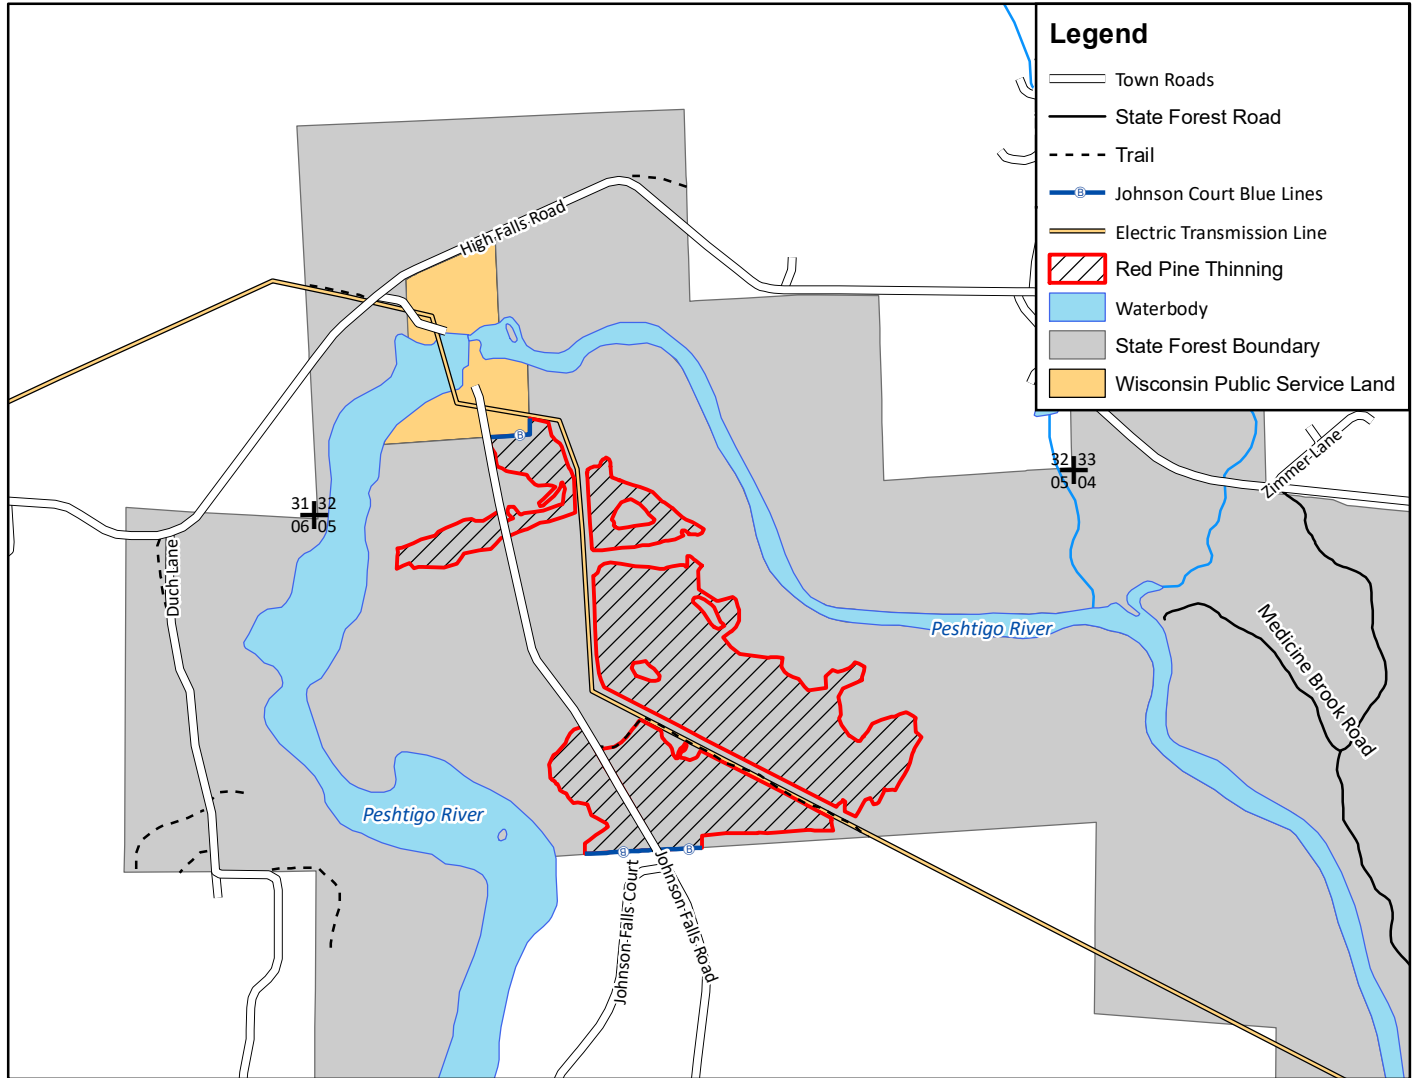 Legend
Town Roads
State Forest Road
Trail
B Johnson Court Blue Lines
Electric Transmission Line
Red Pine Thinning
Waterbody
State Forest Boundary
Wisconsin Public Service Land
High Falls Road
Zimmer Lane
32 33
05 04
31 32
06 05
B
Duch Lane
Peshtigo River
Medicine Brook Road
Peshtigo River
B
B
Johnson Falls Court
Johnson Falls Road